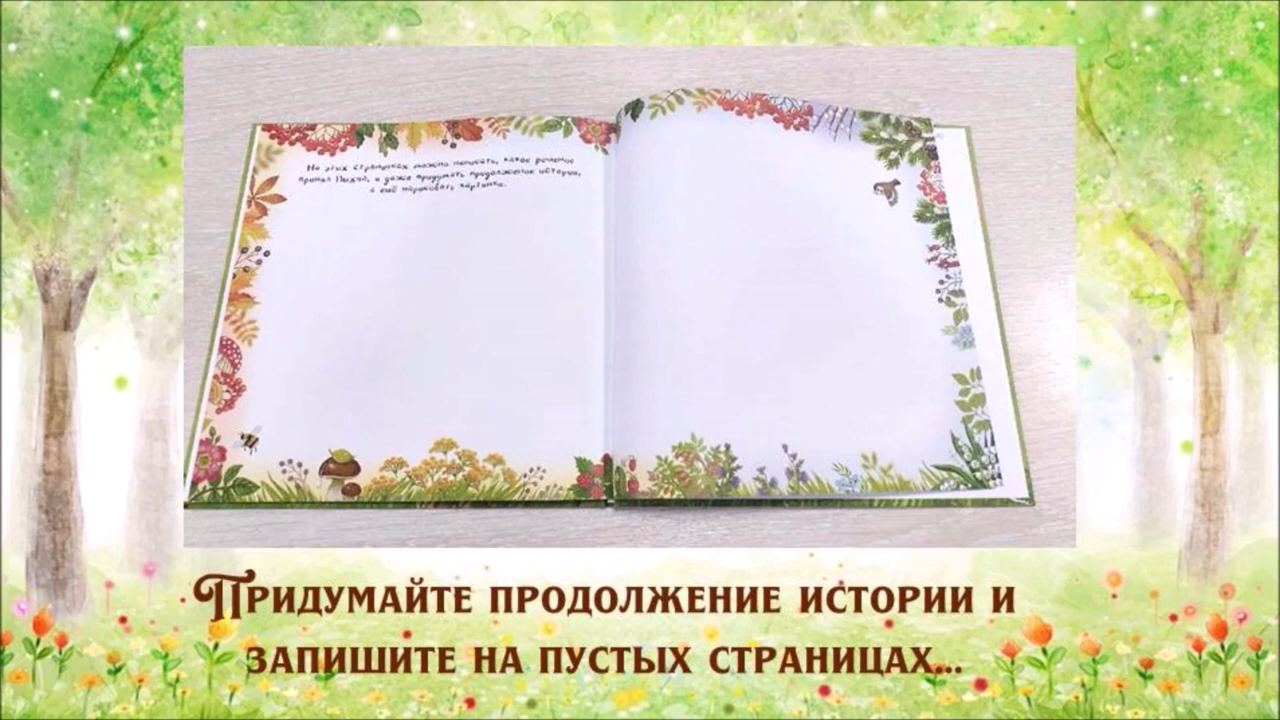 На этих страницах можно написать, какое решение
принял Пыхчо, а даже придумать продолжение истории,
а ещё нарисовать картинки.
Придумайте продолжение истории и
запишите на пустых страницах...